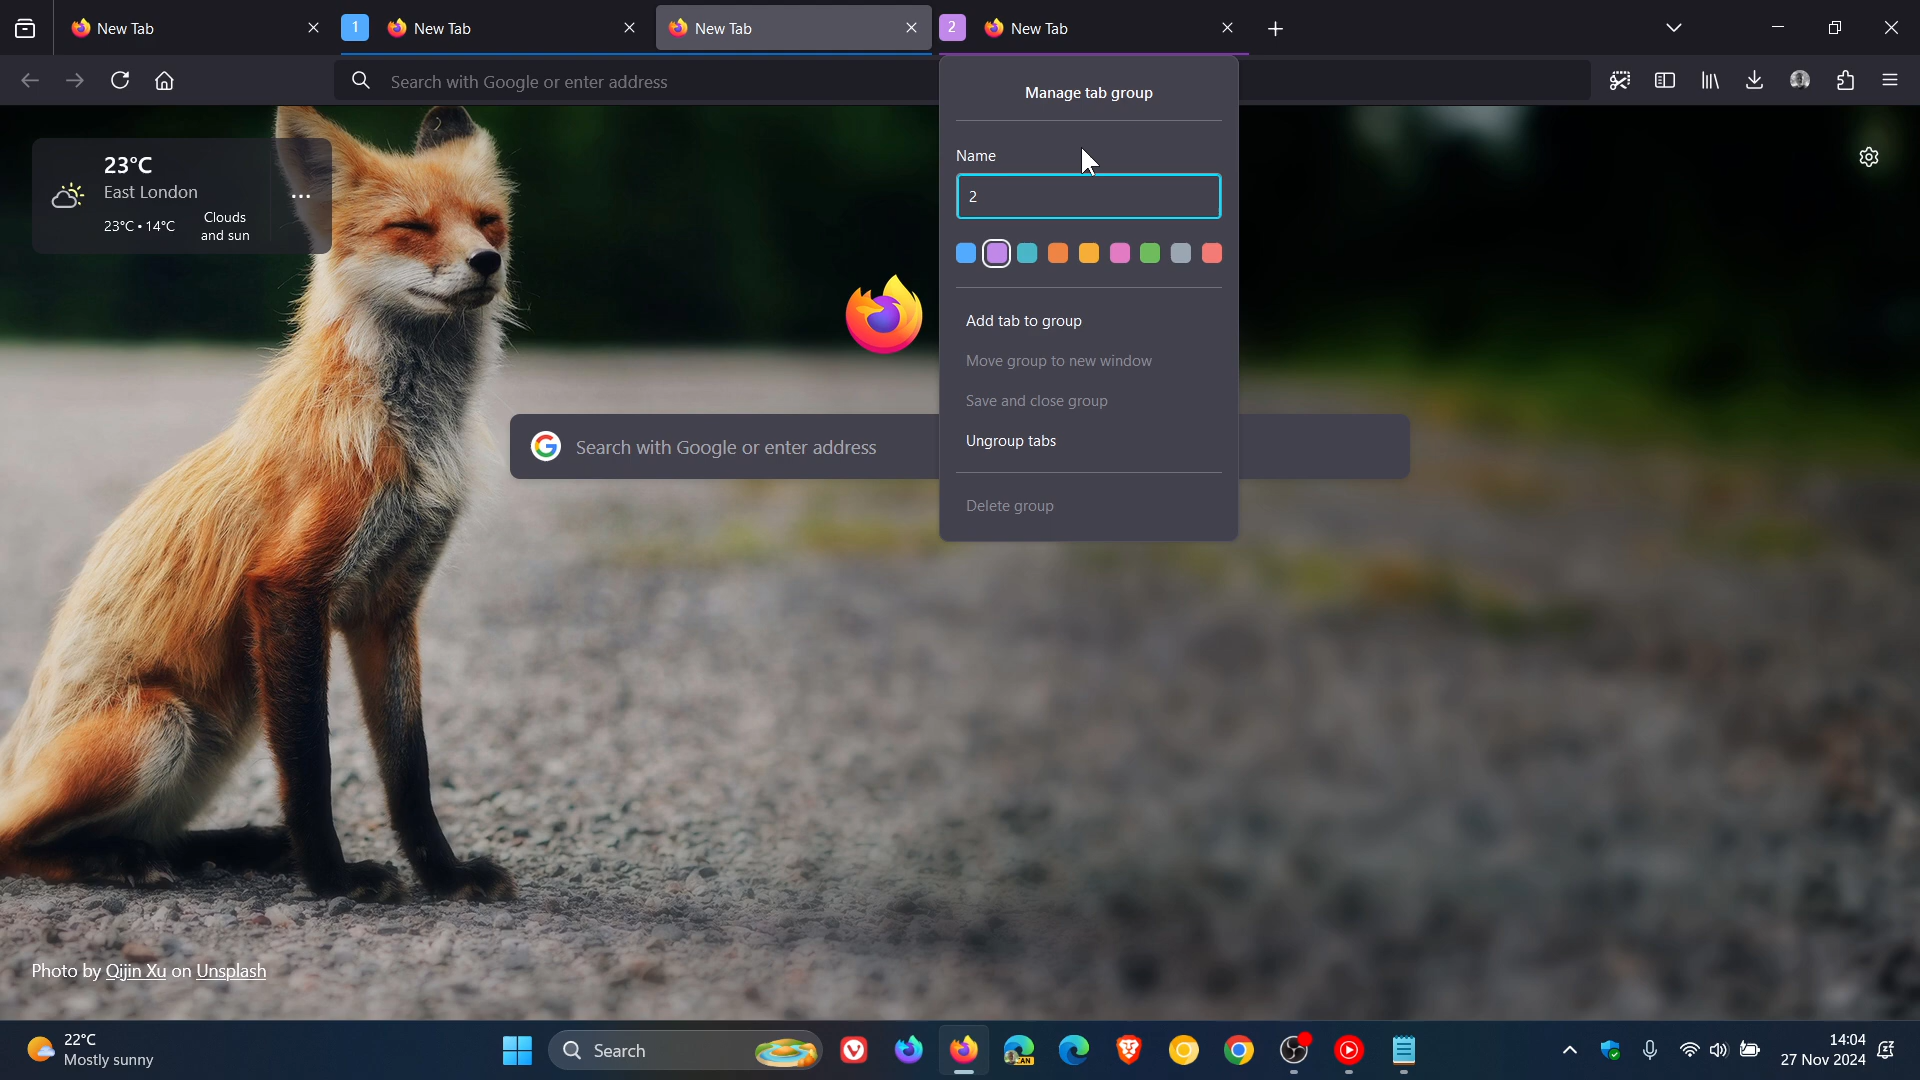 New Tab
1
New Tab
New Tab
2
New Tab
Search with Google or enter address
Manage tab group
Name
2
Add tab to group
Move group to new window
Save and close group
Ungroup tabs
Delete group
23°C
East London
23°C • 14°C
Clouds
and sun
Search with Google or enter address
Photo by Qijin Xu on Unsplash
22°C
Mostly sunny
Search
CAN
14:04
27 Nov 2024